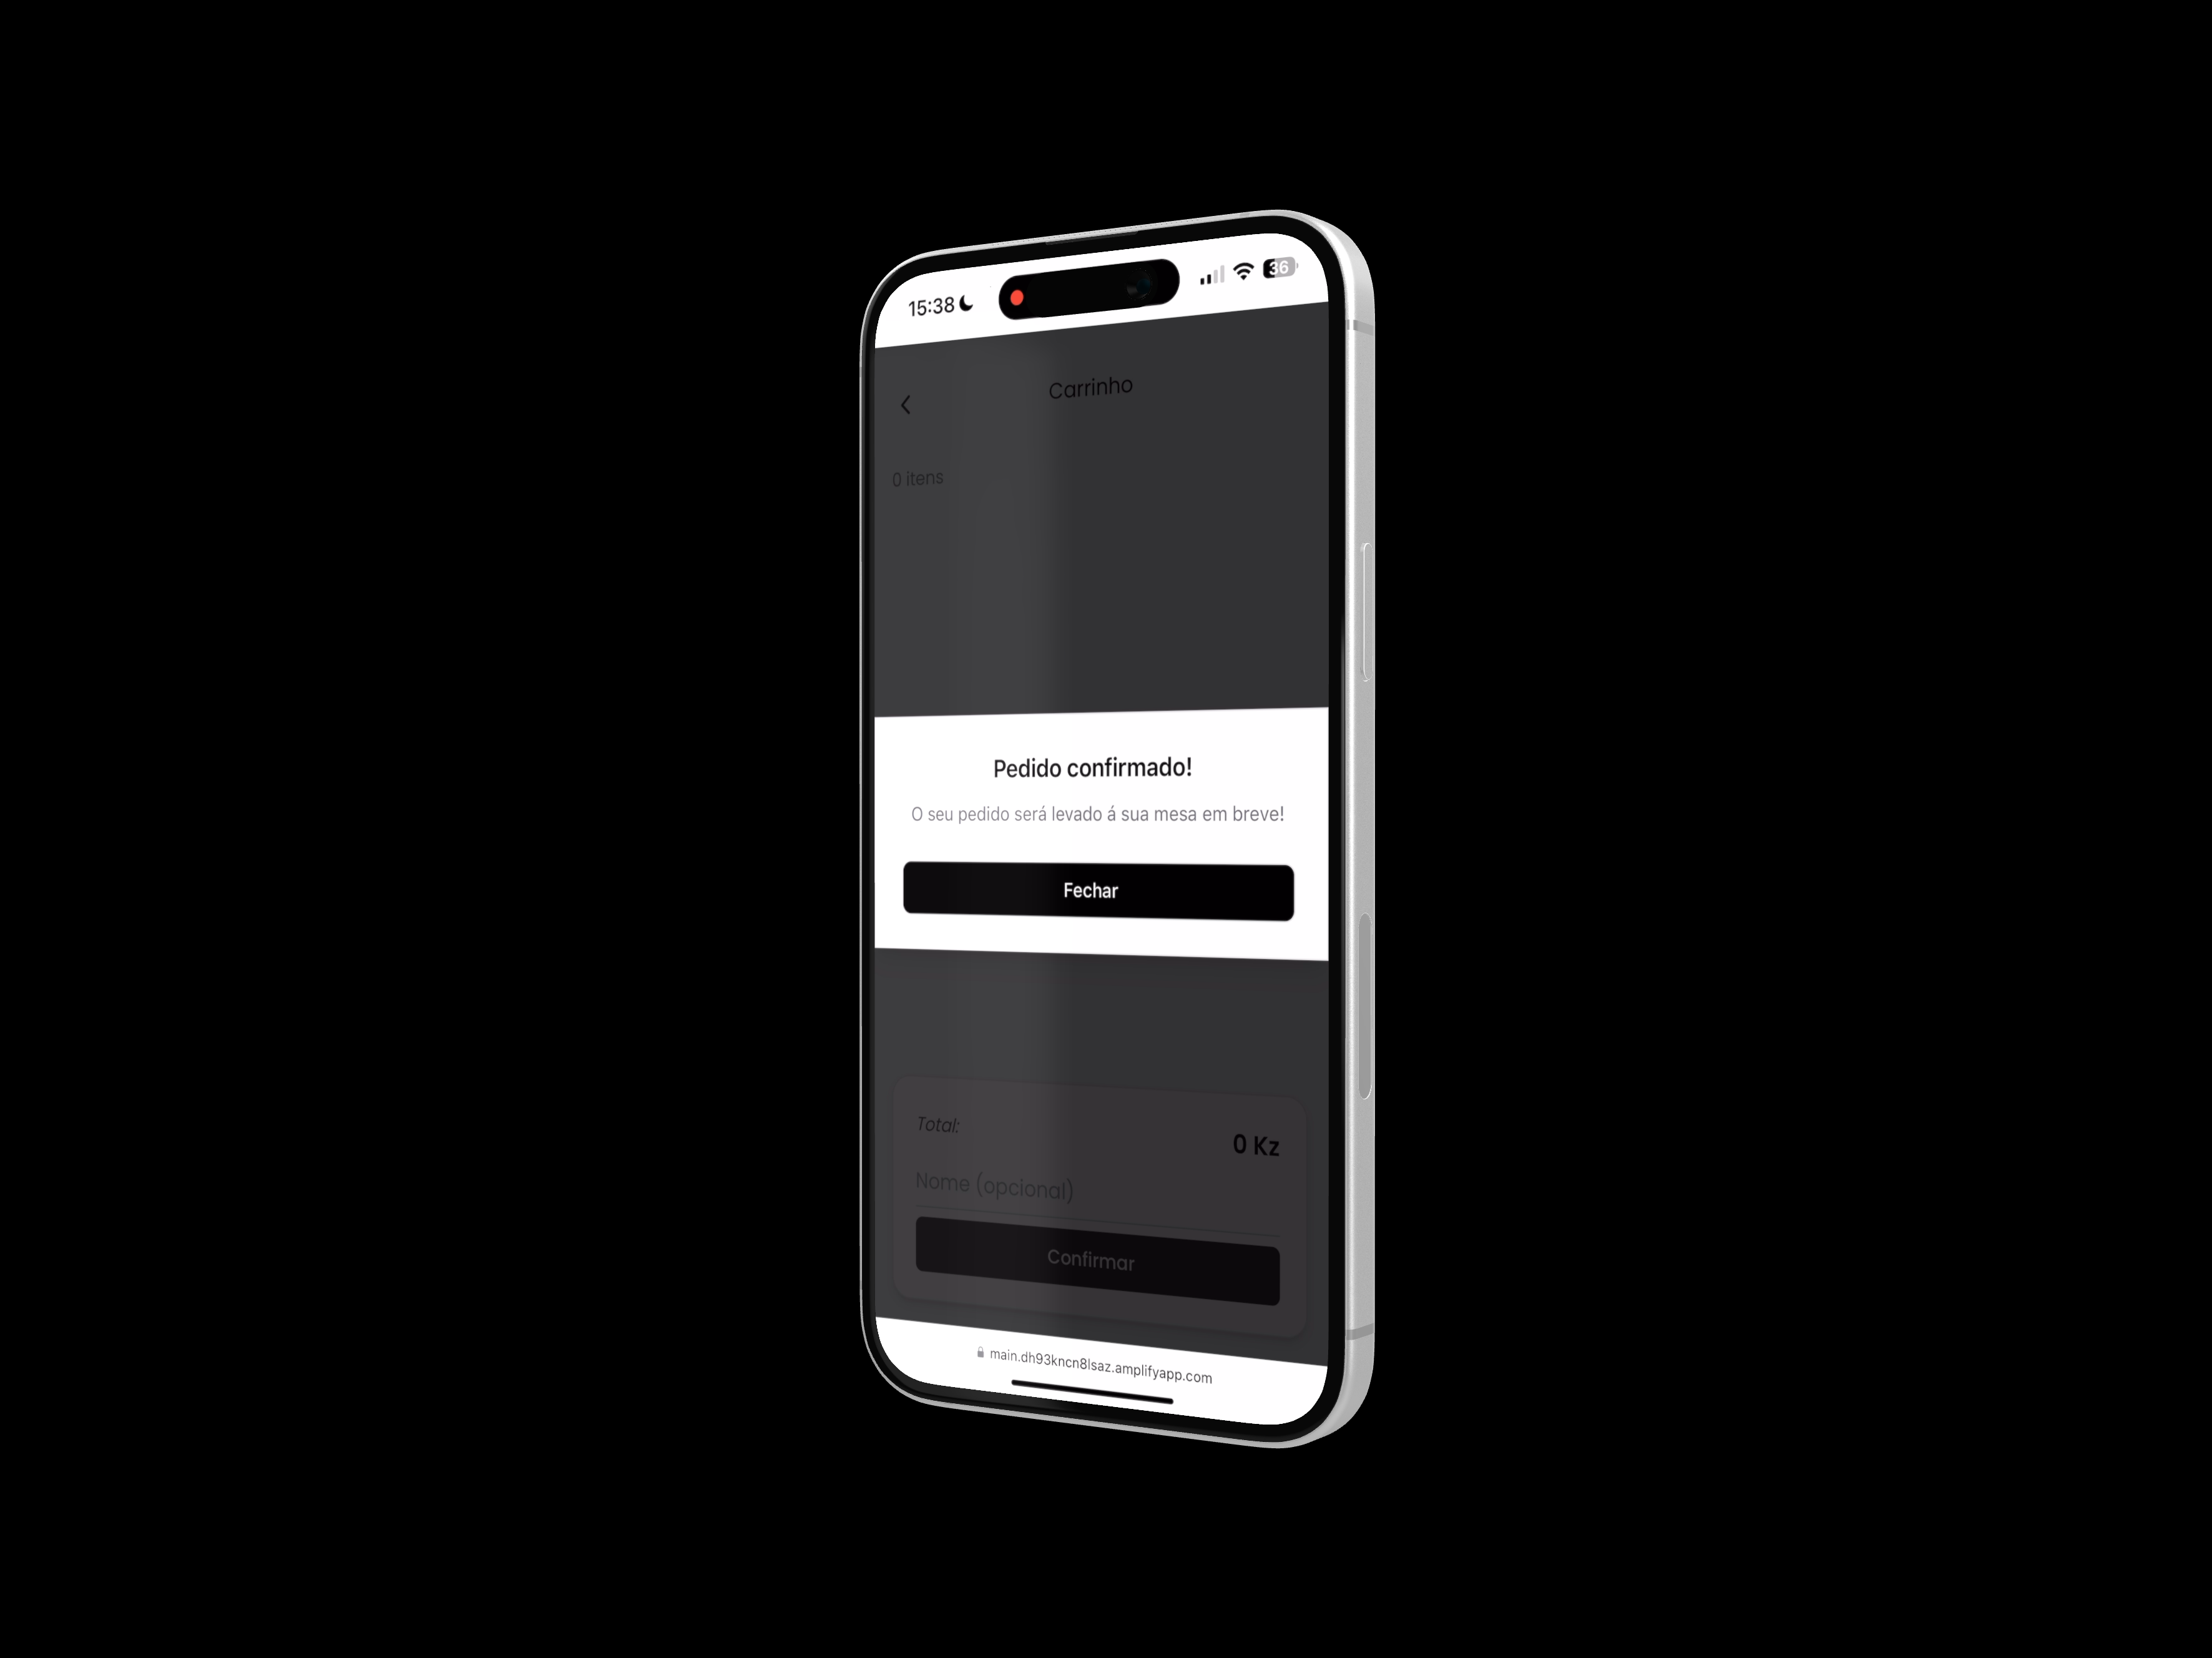 15:38
36
Carrinho
0 itens
Pedido confirmado!
O seu pedido será levado á sua mesa em breve!
Fechar
Total:
0 Kz
Nome (opcional)
Confirmar
main.dh93kncn8lsaz.amplifyapp.com